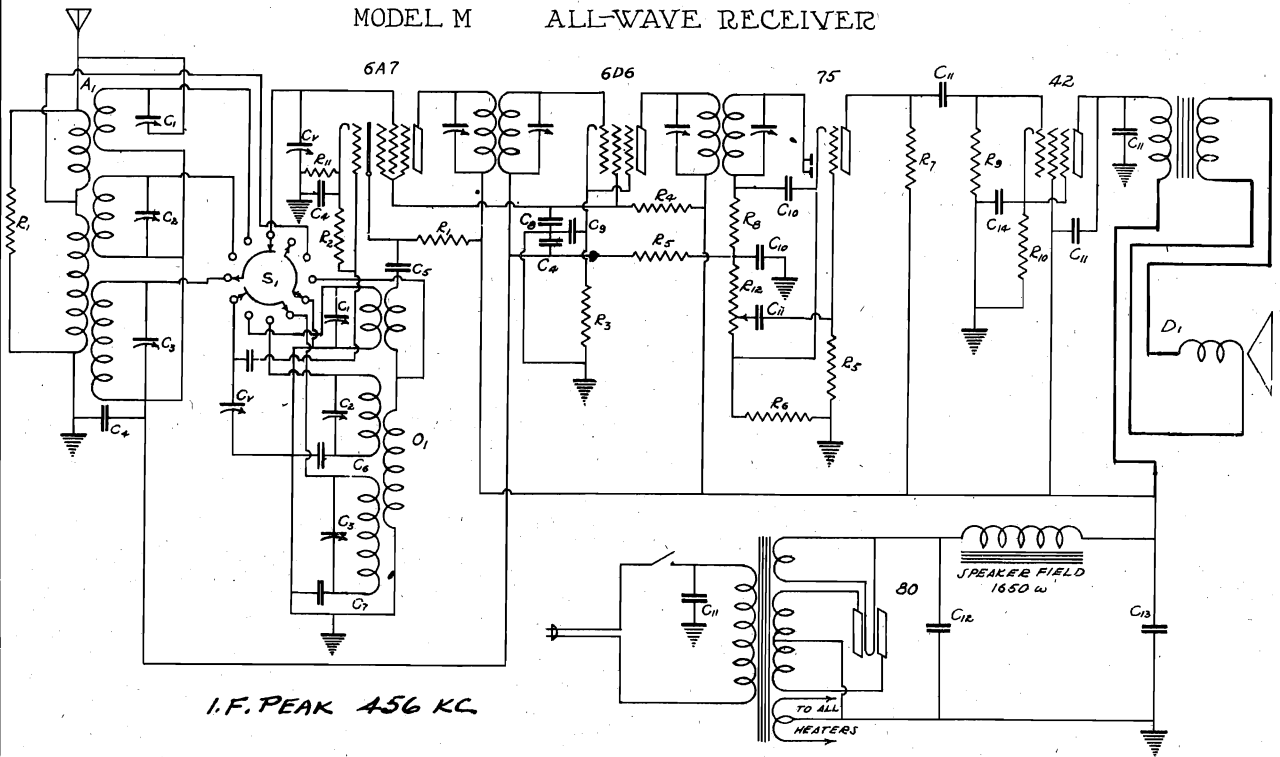 MODEL M ALL-WAVE RECEIVER
6A7 6D6 75 C11 42
A1
C1 CV R11 C11
C4 R7 R9
C2 R2 R4 C10 C14
R1 C8 C9 R8 R10 C11
R1 R5 C10
S1 C5 C4 R12
C1 R3 C11 D1
C3 R5
CV C2 R6
C4 O1
C6
C3
SPEAKER FIELD
1650 ω
80
C7 C11 C12 C13
I.F. PEAK 456 KC.
TO ALL
HEATERS